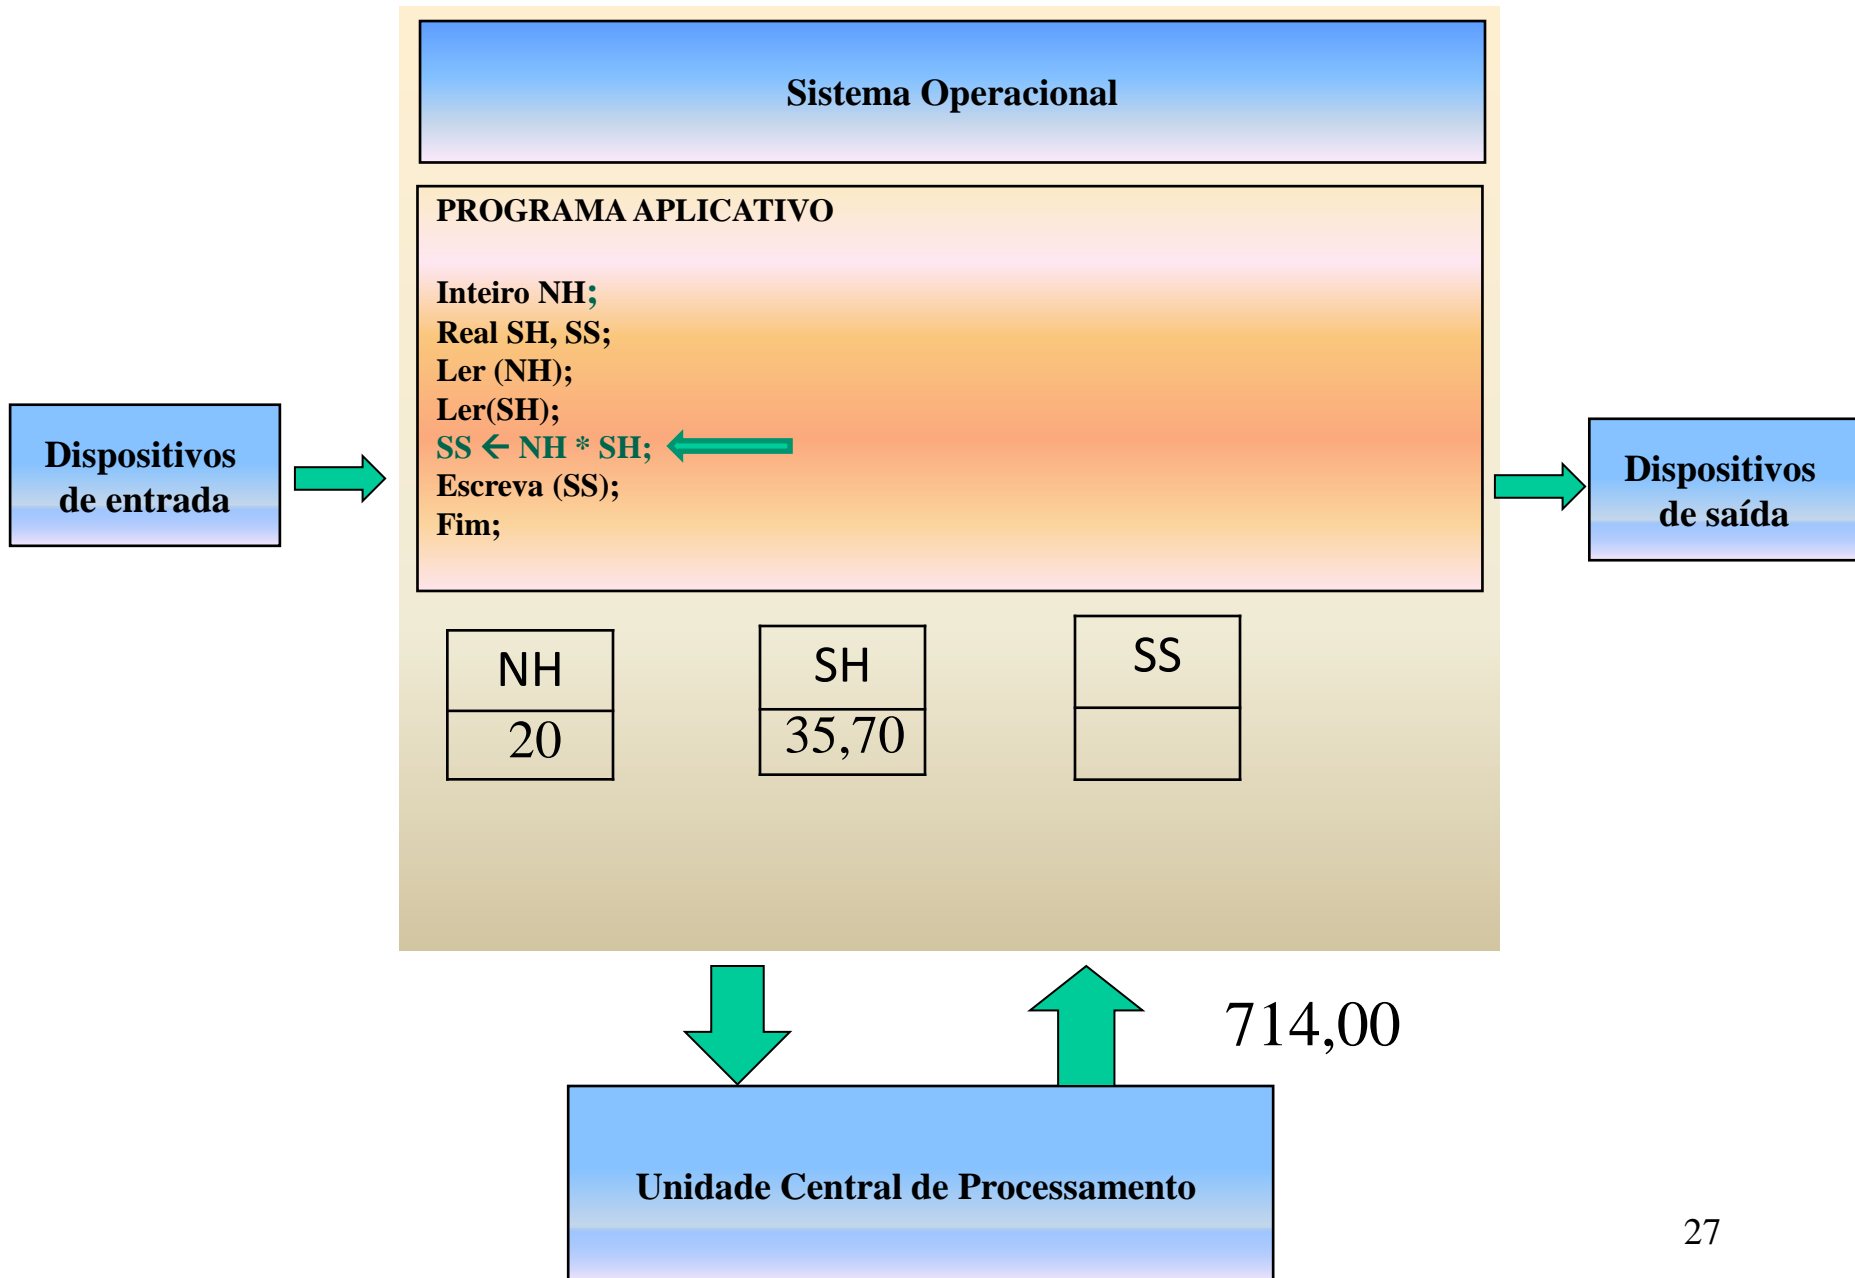 Sistema Operacional
PROGRAMA APLICATIVO
Inteiro NH;
Real SH, SS;
Ler (NH);
Ler(SH);
SS ← NH * SH;
Escreva (SS);
Fim;
Dispositivos
de entrada
Dispositivos
de saída
NH
20
SH
35,70
SS
714,00
Unidade Central de Processamento
27